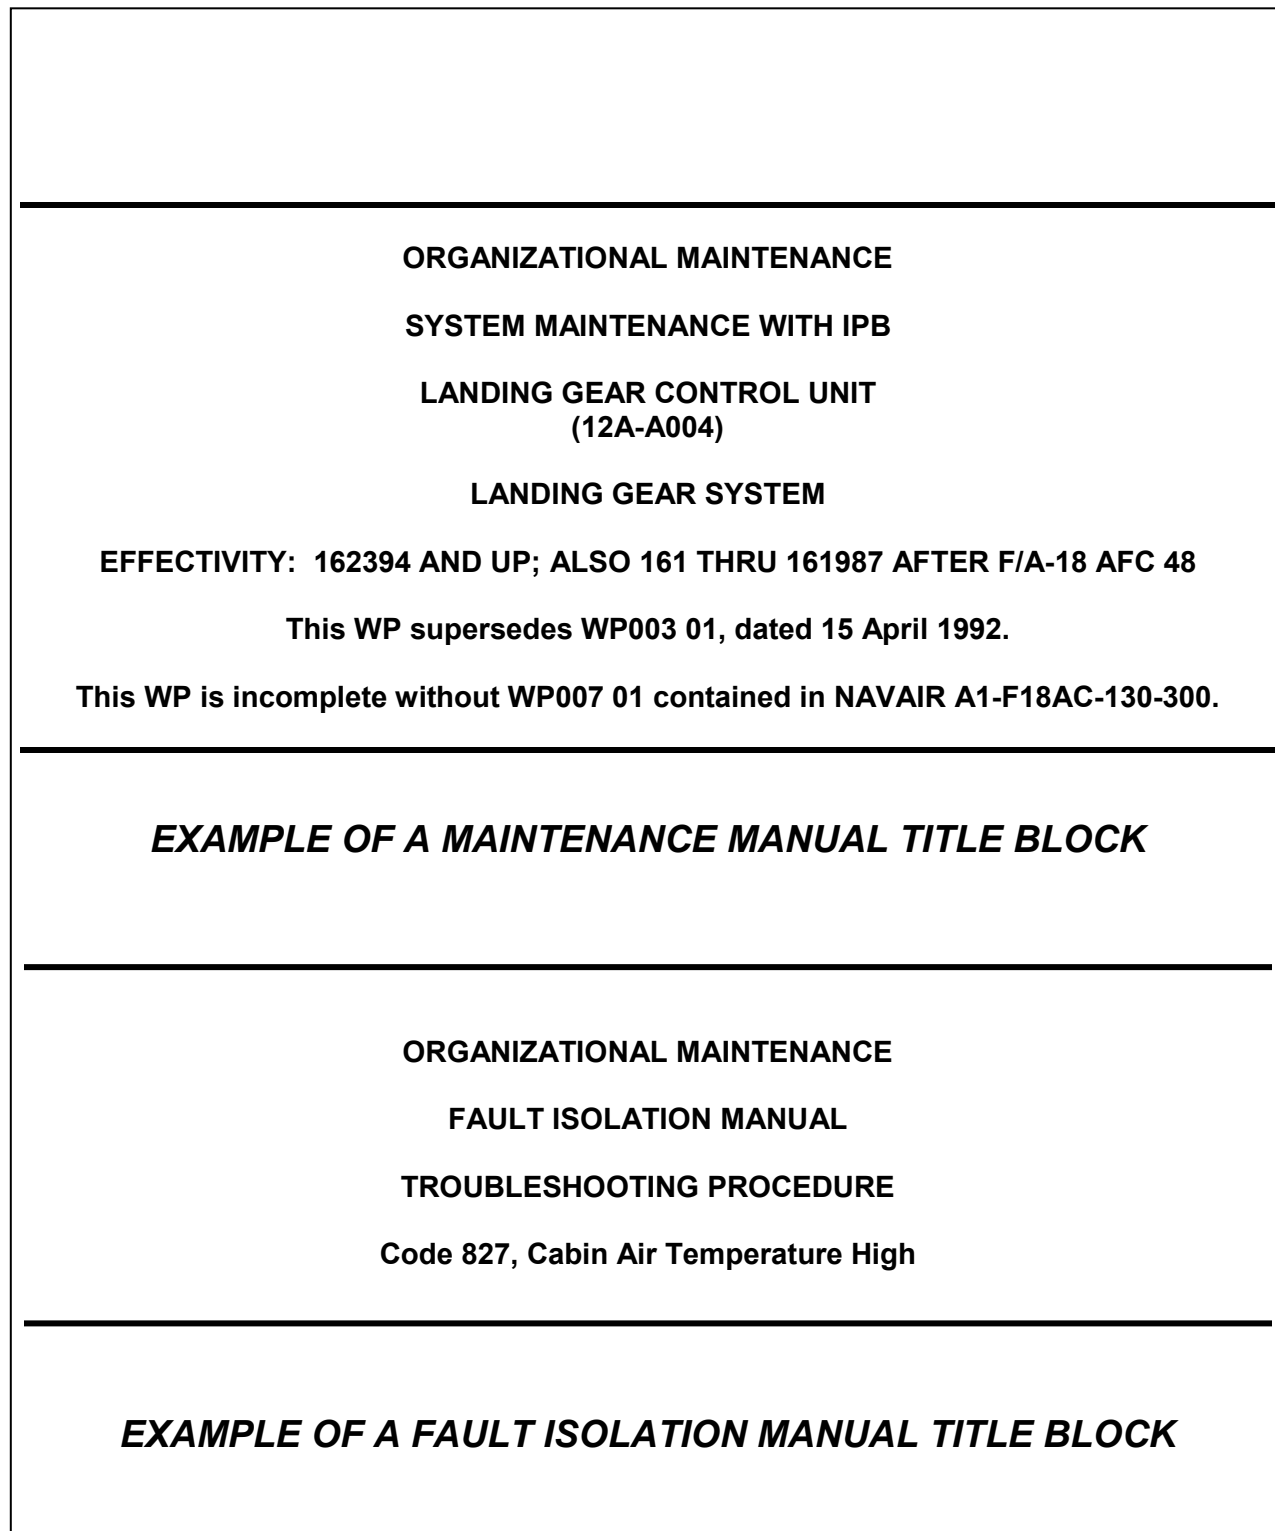 ORGANIZATIONAL MAINTENANCE
SYSTEM MAINTENANCE WITH IPB
LANDING GEAR CONTROL UNIT
(12A-A004)
LANDING GEAR SYSTEM
EFFECTIVITY:  162394 AND UP; ALSO 161 THRU 161987 AFTER F/A-18 AFC 48
This WP supersedes WP003 01, dated 15 April 1992.
This WP is incomplete without WP007 01 contained in NAVAIR A1-F18AC-130-300.
EXAMPLE OF A MAINTENANCE MANUAL TITLE BLOCK
ORGANIZATIONAL MAINTENANCE
FAULT ISOLATION MANUAL
TROUBLESHOOTING PROCEDURE
Code 827, Cabin Air Temperature High
EXAMPLE OF A FAULT ISOLATION MANUAL TITLE BLOCK